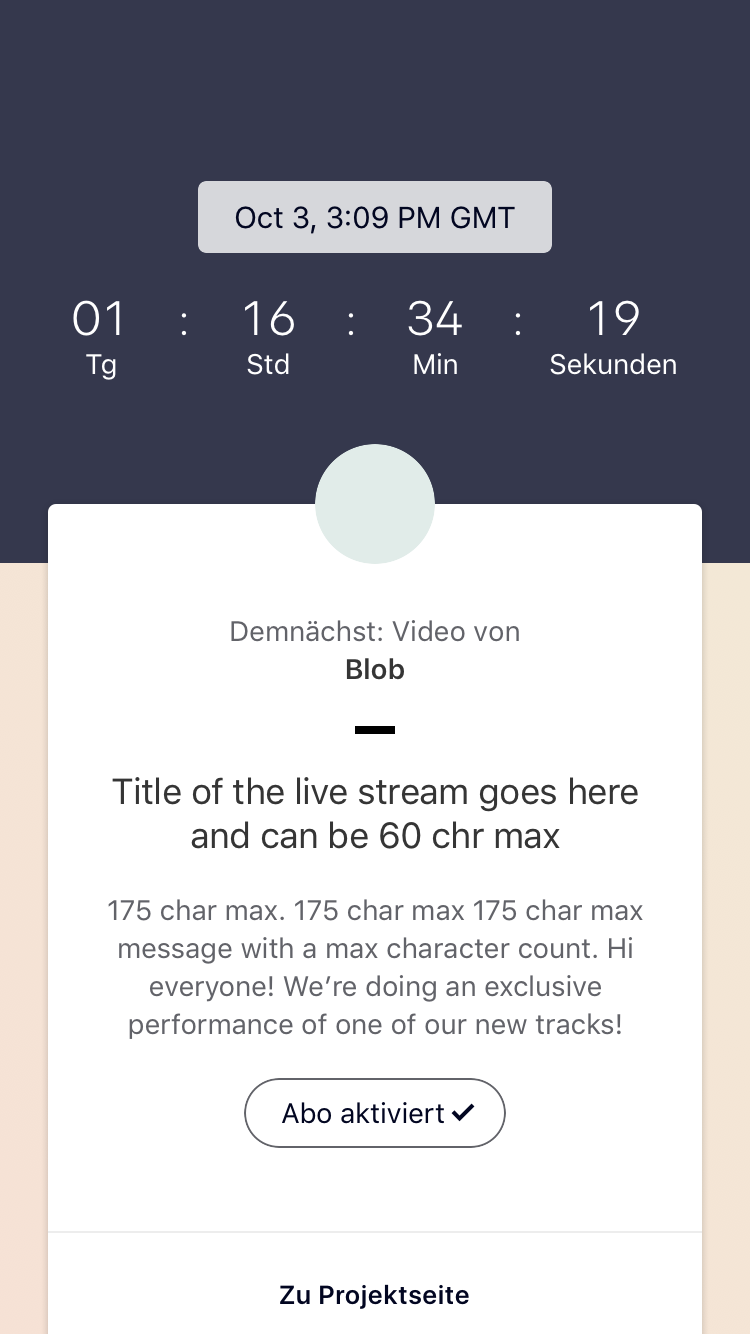 Oct 3, 3:09 PM GMT
01 : 16 : 34 : 19
Tg Std Min Sekunden
Demnächst: Video von
Blob
Title of the live stream goes here
and can be 60 chr max
175 char max. 175 char max 175 char max
message with a max character count. Hi
everyone! We’re doing an exclusive
performance of one of our new tracks!
Abo aktiviert ✔
Zu Projektseite